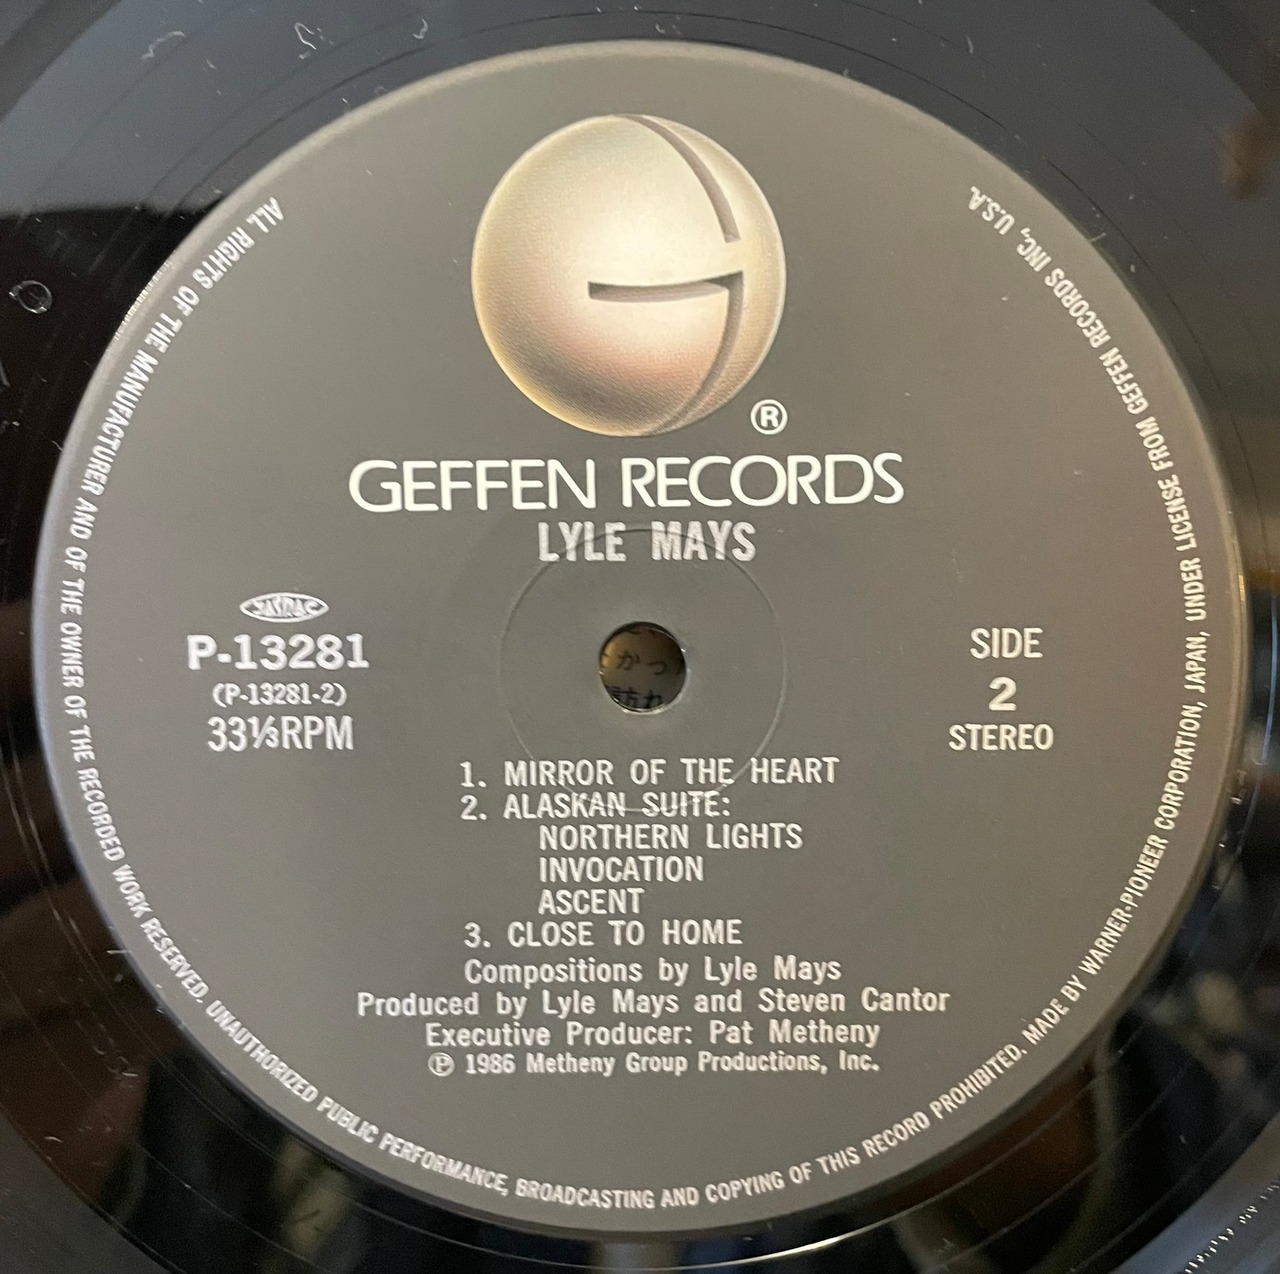 GEFFEN RECORDS
LYLE MAYS
JASRAC
P-13281
(P-13281-2)
33⅓RPM
SIDE
2
STEREO
1. MIRROR OF THE HEART
2. ALASKAN SUITE:
NORTHERN LIGHTS
INVOCATION
ASCENT
3. CLOSE TO HOME
Compositions by Lyle Mays
Produced by Lyle Mays and Steven Cantor
Executive Producer: Pat Metheny
℗ 1986 Metheny Group Productions, Inc.
ALL RIGHTS OF THE MANUFACTURER AND OF THE OWNER OF THE RECORDED WORK RESERVED. UNAUTHORIZED PUBLIC PERFORMANCE, BROADCASTING AND COPYING OF THIS RECORD PROHIBITED. MADE BY WARNER-PIONEER CORPORATION, JAPAN, UNDER LICENSE FROM GEFFEN RECORDS INC., U.S.A.
®
かつ